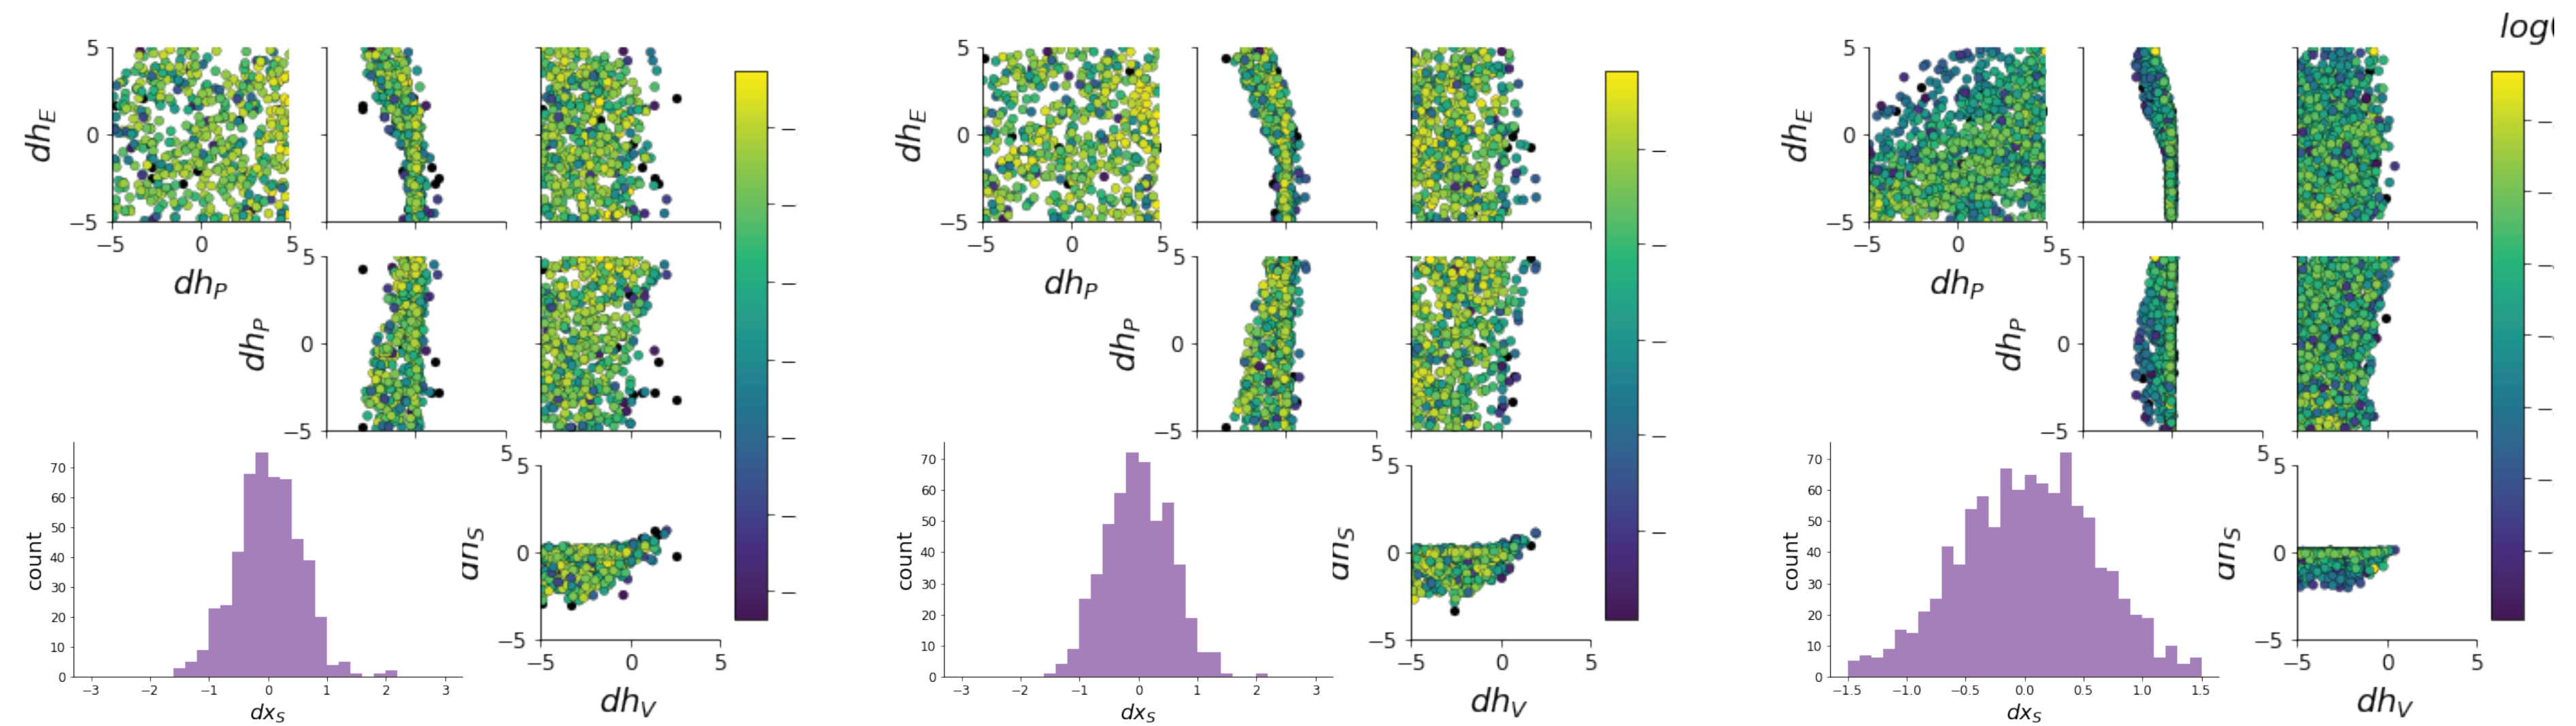 log(
5 5 5
dh_E 0 dh_E 0 dh_E 0
−5 −5 −5
−5 0 5 −5 0 5 −5 0 5
dh_P dh_P dh_P
5 5 5
dh_P 0 dh_P 0 dh_P 0
−5 −5 −5
5 5 5
70 5 70 5 70 5
60 60 60
50 50 50
count 40 an_S 0 count 40 an_S 0 count 40 an_S 0
30 30 30
20 20 20
10 −5 10 −5 10 −5
0 −5 0 5 0 −5 0 5 0 −5 0 5
−3 −2 −1 0 1 2 3 −3 −2 −1 0 1 2 3 −1.5 −1.0 −0.5 0.0 0.5 1.0 1.5
dx_S dh_V dx_S dh_V dx_S dh_V